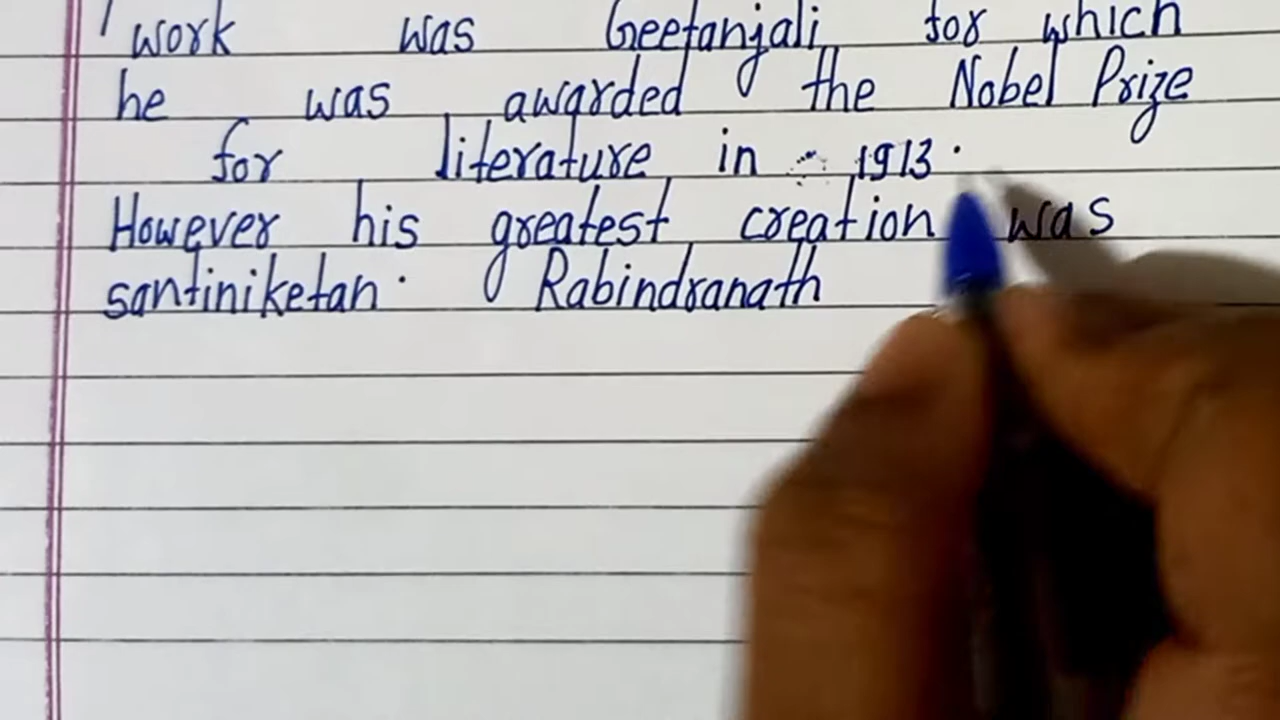 work was Geetanjali for which
he was awarded the Nobel Prize
for literature in 1913.
However his greatest creation was
santiniketan. Rabindranath